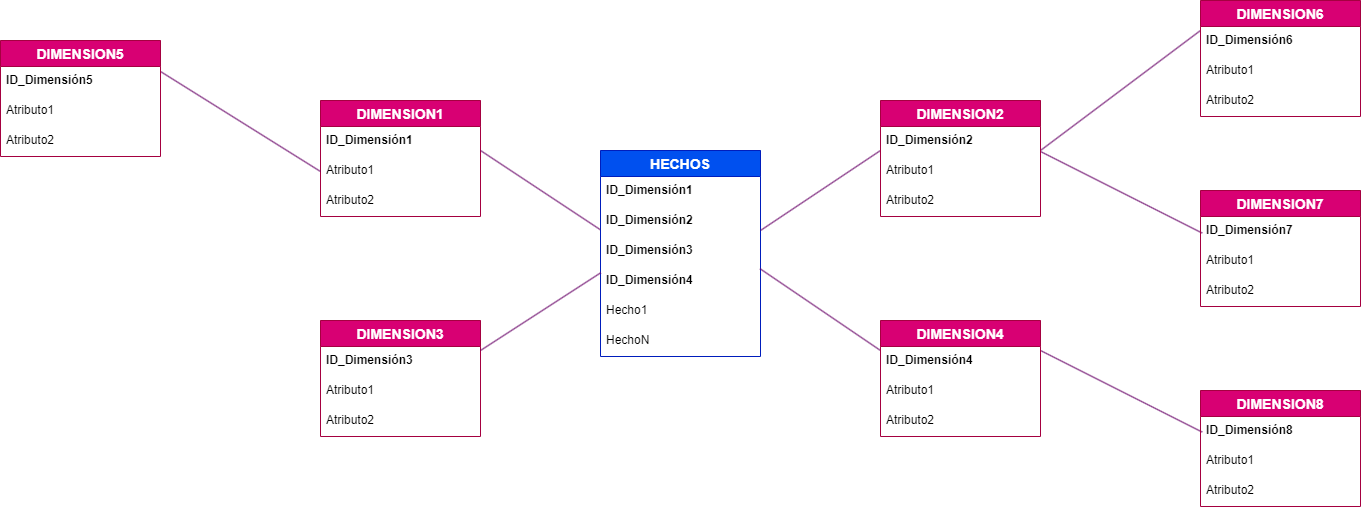 DIMENSION5
ID_Dimensión5
Atributo1
Atributo2
DIMENSION1
ID_Dimensión1
Atributo1
Atributo2
DIMENSION3
ID_Dimensión3
Atributo1
Atributo2
HECHOS
ID_Dimensión1
ID_Dimensión2
ID_Dimensión3
ID_Dimensión4
Hecho1
HechoN
DIMENSION2
ID_Dimensión2
Atributo1
Atributo2
DIMENSION4
ID_Dimensión4
Atributo1
Atributo2
DIMENSION6
ID_Dimensión6
Atributo1
Atributo2
DIMENSION7
ID_Dimensión7
Atributo1
Atributo2
DIMENSION8
ID_Dimensión8
Atributo1
Atributo2